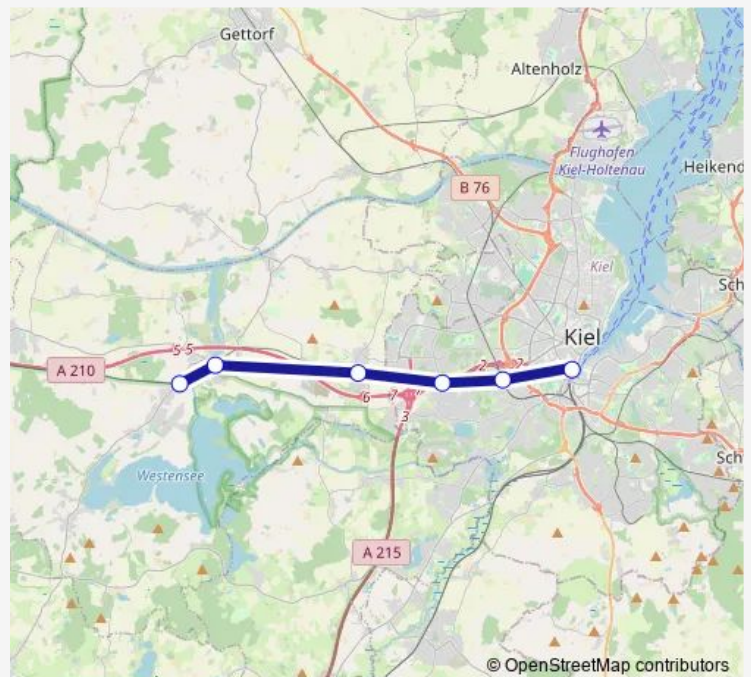 Gettorf
Altenholz
Flughafen
Kiel-Holtenau
Heikend
B 76
Kiel
Sch
Kiel
5 5
2
2
A 210
6
7
3
Westensee
Sch
A 215
© OpenStreetMap contributors